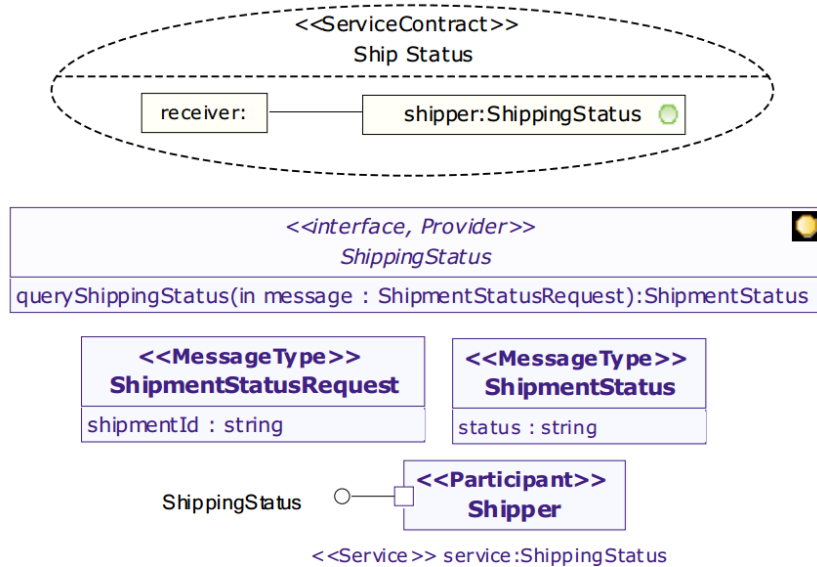 <<ServiceContract>>
Ship Status
receiver:
shipper:ShippingStatus
<<interface, Provider>>
ShippingStatus
queryShippingStatus(in message : ShipmentStatusRequest):ShipmentStatus
<<MessageType>>
ShipmentStatusRequest
shipmentId : string
<<MessageType>>
ShipmentStatus
status : string
ShippingStatus
<<Participant>>
Shipper
<<Service>> service:ShippingStatus